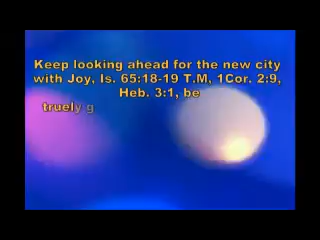 Keep looking ahead for the new city
with Joy, Is. 65:18-19 T.M, 1Cor. 2:9,
Heb. 3:1, be
truely g